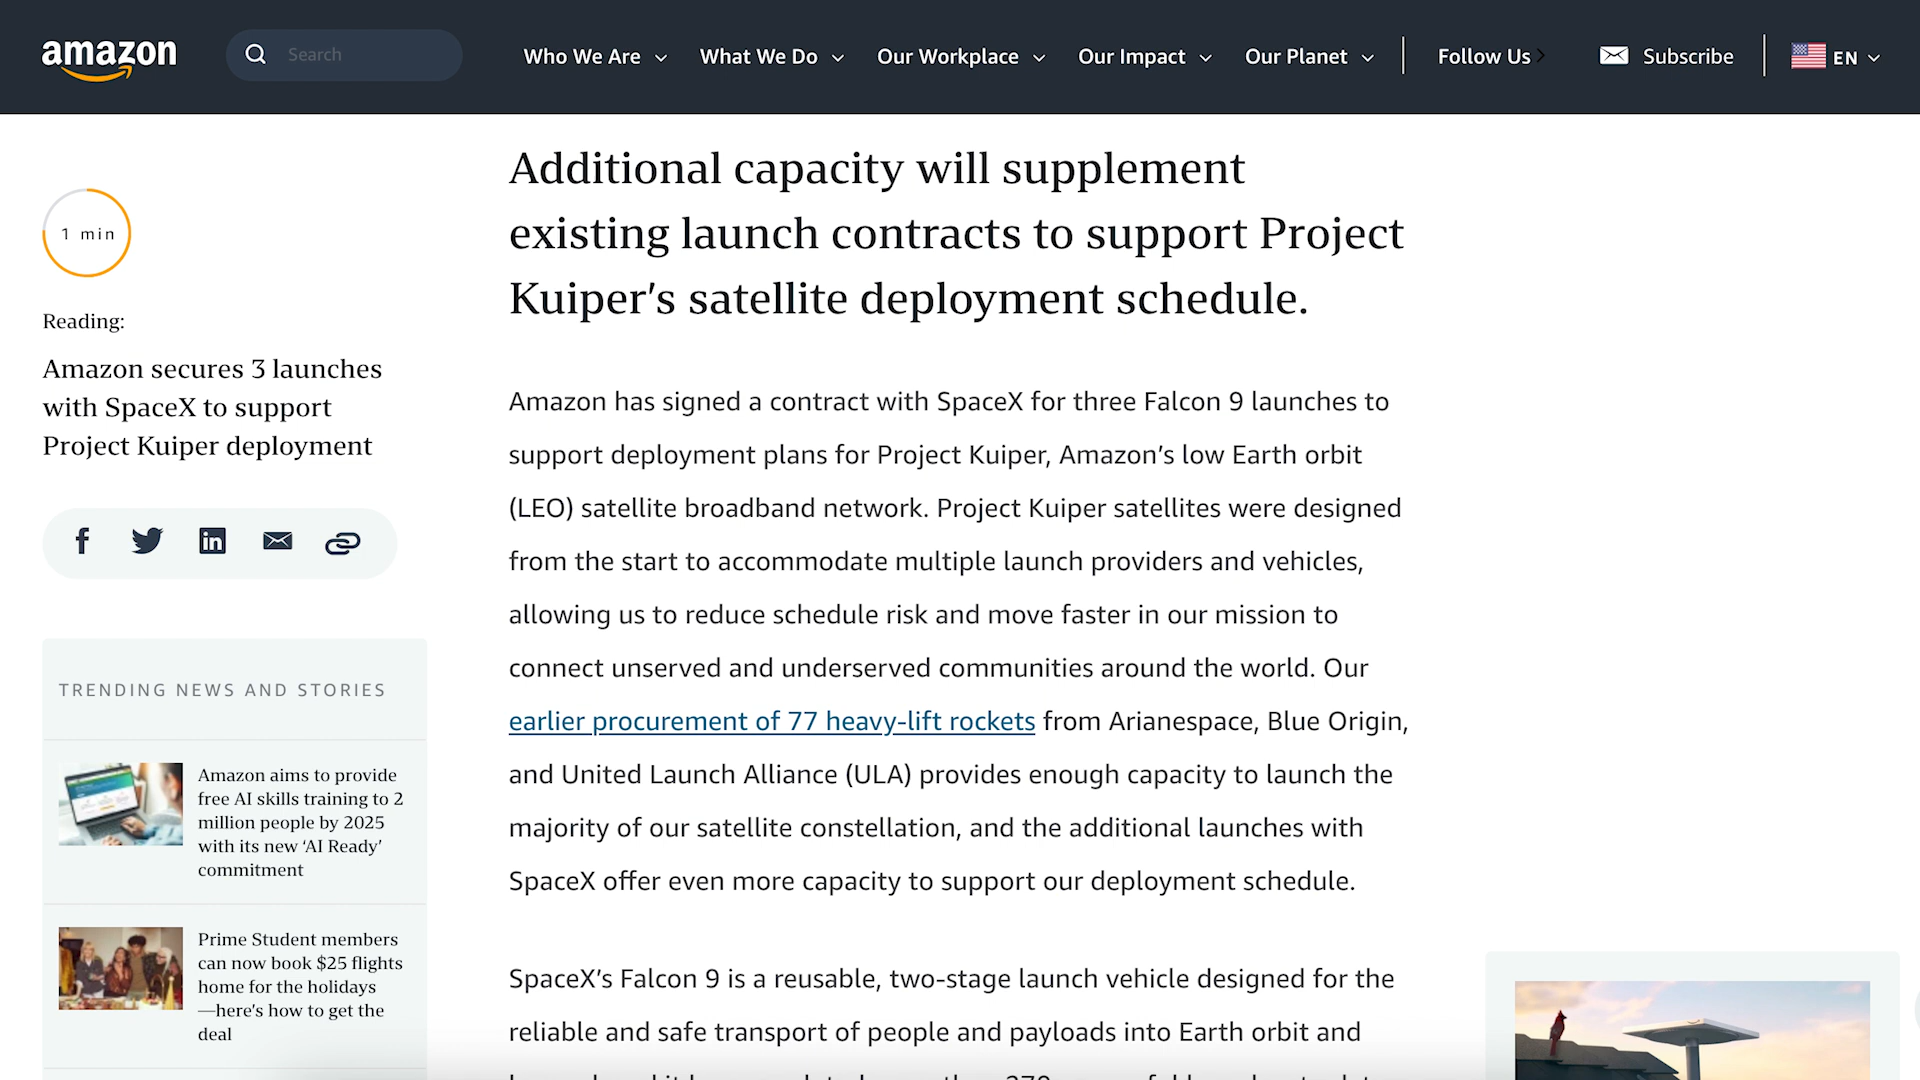 amazon
Search
Who We Are
What We Do
Our Workplace
Our Impact
Our Planet
Follow Us
Subscribe
EN
1 min
Reading:
Amazon secures 3 launches
with SpaceX to support
Project Kuiper deployment
TRENDING NEWS AND STORIES
Amazon aims to provide
free AI skills training to 2
million people by 2025
with its new ‘AI Ready’
commitment
Prime Student members
can now book $25 flights
home for the holidays
—here’s how to get the
deal
Additional capacity will supplement
existing launch contracts to support Project
Kuiper’s satellite deployment schedule.
Amazon has signed a contract with SpaceX for three Falcon 9 launches to
support deployment plans for Project Kuiper, Amazon’s low Earth orbit
(LEO) satellite broadband network. Project Kuiper satellites were designed
from the start to accommodate multiple launch providers and vehicles,
allowing us to reduce schedule risk and move faster in our mission to
connect unserved and underserved communities around the world. Our
earlier procurement of 77 heavy-lift rockets from Arianespace, Blue Origin,
and United Launch Alliance (ULA) provides enough capacity to launch the
majority of our satellite constellation, and the additional launches with
SpaceX offer even more capacity to support our deployment schedule.
SpaceX’s Falcon 9 is a reusable, two-stage launch vehicle designed for the
reliable and safe transport of people and payloads into Earth orbit and